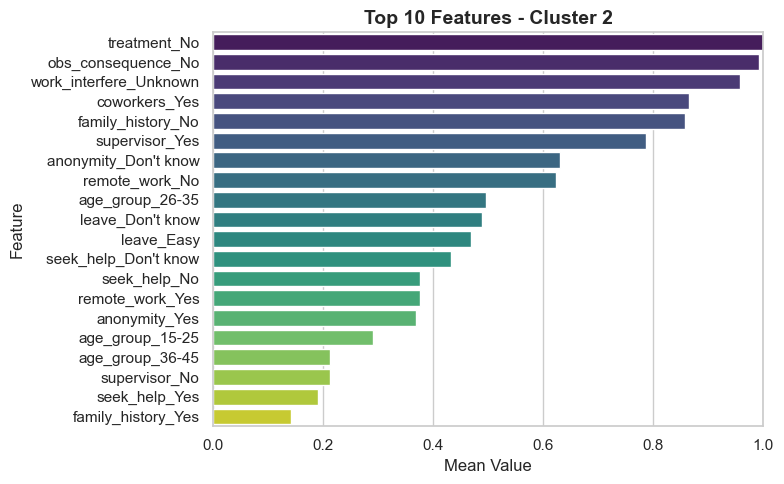 Top 10 Features - Cluster 2
Feature
treatment_No
obs_consequence_No
work_interfere_Unknown
coworkers_Yes
family_history_No
supervisor_Yes
anonymity_Don't know
remote_work_No
age_group_26-35
leave_Don't know
leave_Easy
seek_help_Don't know
seek_help_No
remote_work_Yes
anonymity_Yes
age_group_15-25
age_group_36-45
supervisor_No
seek_help_Yes
family_history_Yes
0.0 0.2 0.4 0.6 0.8 1.0
Mean Value